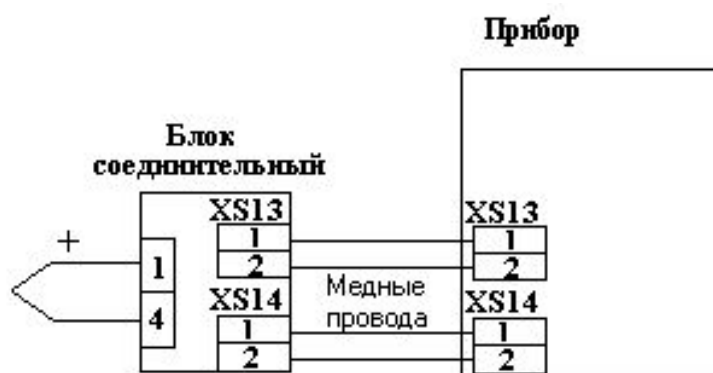 Прибор
Блок
соединительный
XS13
1
2
XS14
1
2
+
1
4
Медные
провода
XS13
1
2
XS14
1
2